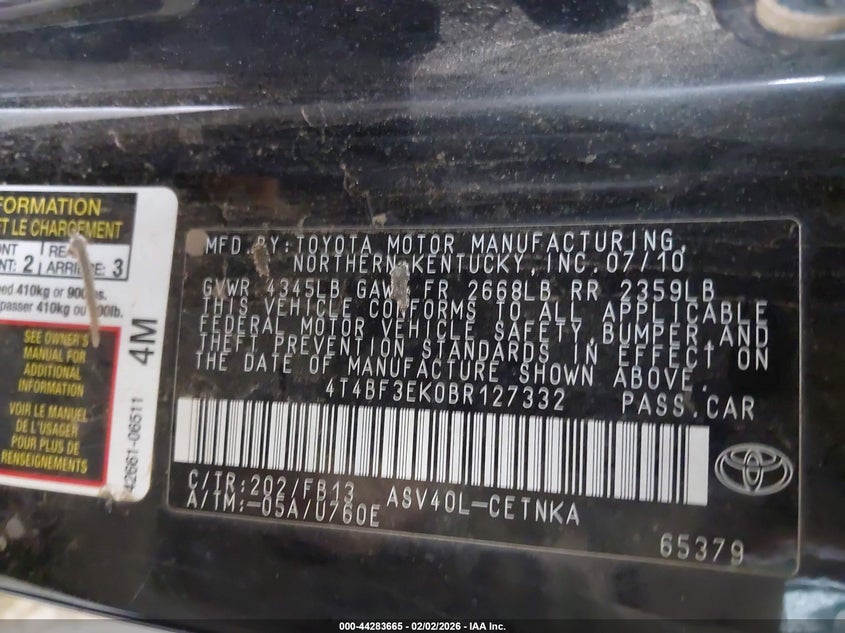 FORMATION
ET LE CHARGEMENT
2 ARRIÈRE 3
410kg
410kg ou
SEE OWNER'S
MANUAL FOR
ADDITIONAL
INFORMATION
VOIR LE MANUEL
DE L'USAGER
POUR PLUS DE
RENSEIGNEMENTS
4M
42661-06511
MFD. BY: TOYOTA MOTOR MANUFACTURING,
NORTHERN KENTUCKY, INC. 07/10
GVWR 4345LB GAWR FR 2668LB RR 2359LB
THIS VEHICLE CONFORMS TO ALL APPLICABLE
FEDERAL MOTOR VEHICLE SAFETY, BUMPER, AND
THEFT PREVENTION STANDARDS IN EFFECT ON
THE DATE OF MANUFACTURE SHOWN ABOVE.
4T4BF3EK0BR127332 PASS. CAR
C/TR: 202/FB13 ASV40L-CETNKA
A/TM: -05A/U760E
65379
000-44283665 - 02/02/2026 - IAA Inc.